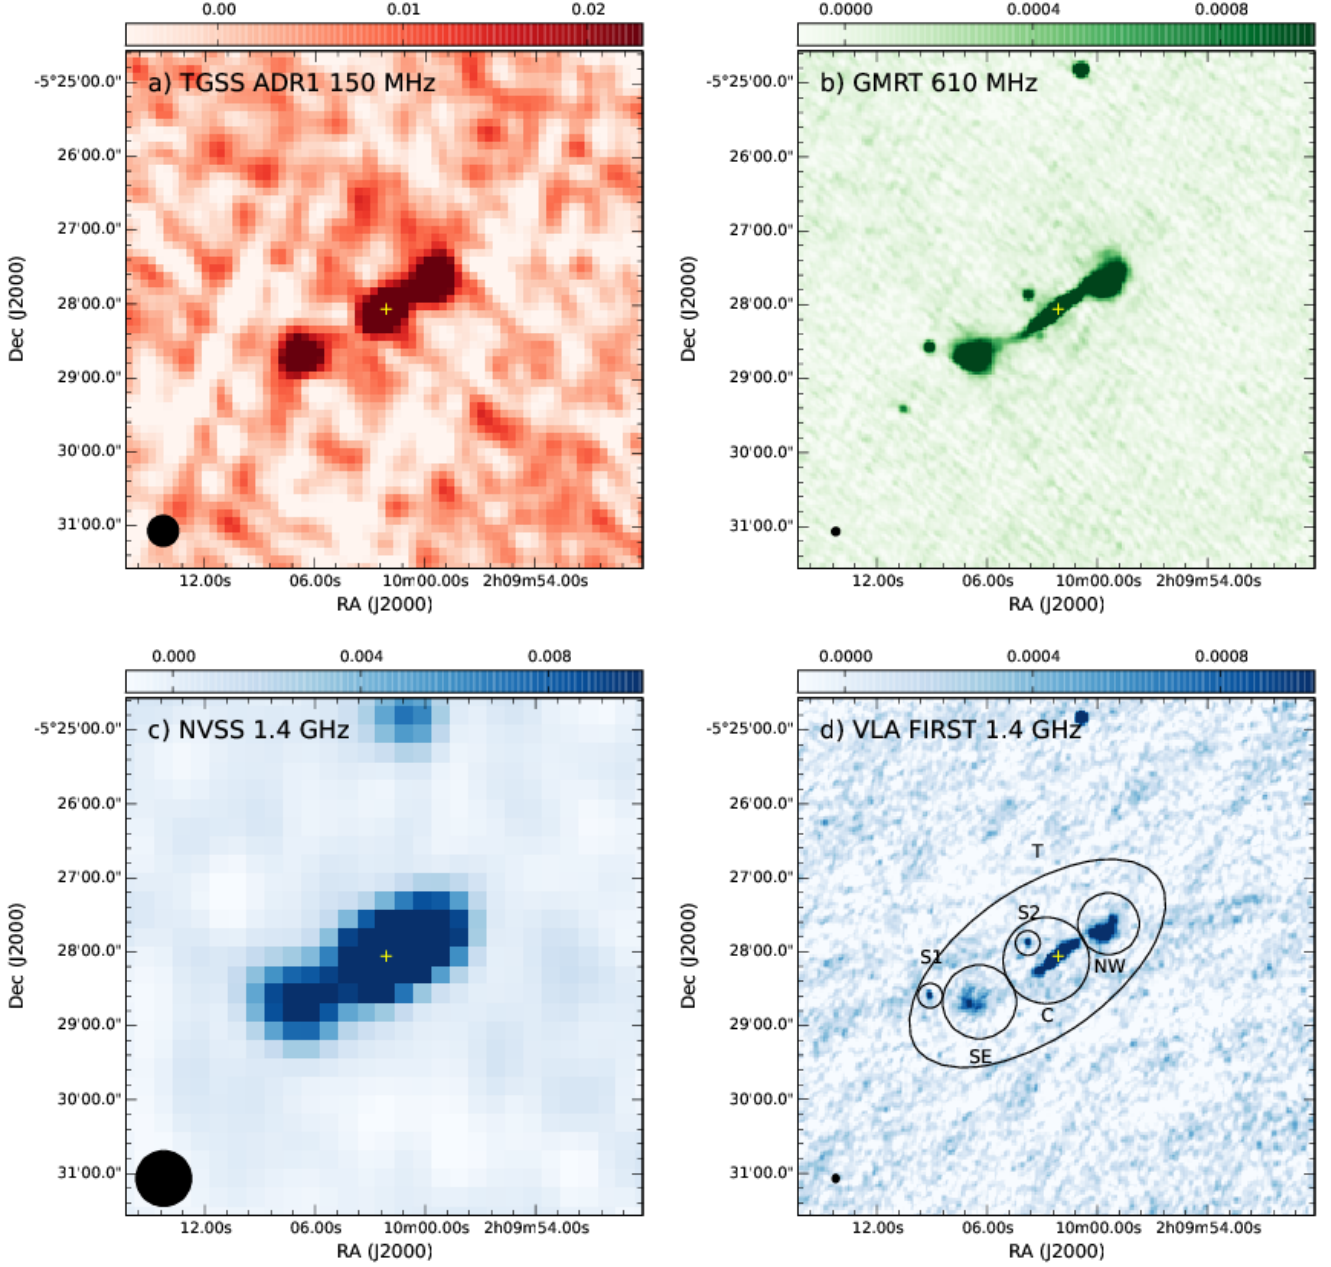 0.00 0.01 0.02
a) TGSS ADR1 150 MHz
-5°25'00.0"
26'00.0"
27'00.0"
28'00.0"
29'00.0"
30'00.0"
31'00.0"
Dec (J2000)
12.00s 06.00s 10m00.00s 2h09m54.00s
RA (J2000)
0.0000 0.0004 0.0008
b) GMRT 610 MHz
-5°25'00.0"
26'00.0"
27'00.0"
28'00.0"
29'00.0"
30'00.0"
31'00.0"
Dec (J2000)
12.00s 06.00s 10m00.00s 2h09m54.00s
RA (J2000)
0.000 0.004 0.008
c) NVSS 1.4 GHz
-5°25'00.0"
26'00.0"
27'00.0"
28'00.0"
29'00.0"
30'00.0"
31'00.0"
Dec (J2000)
12.00s 06.00s 10m00.00s 2h09m54.00s
RA (J2000)
0.0000 0.0004 0.0008
d) VLA FIRST 1.4 GHz
-5°25'00.0"
26'00.0"
27'00.0"
28'00.0"
29'00.0"
30'00.0"
31'00.0"
Dec (J2000)
T
S2
S1
NW
C
SE
12.00s 06.00s 10m00.00s 2h09m54.00s
RA (J2000)